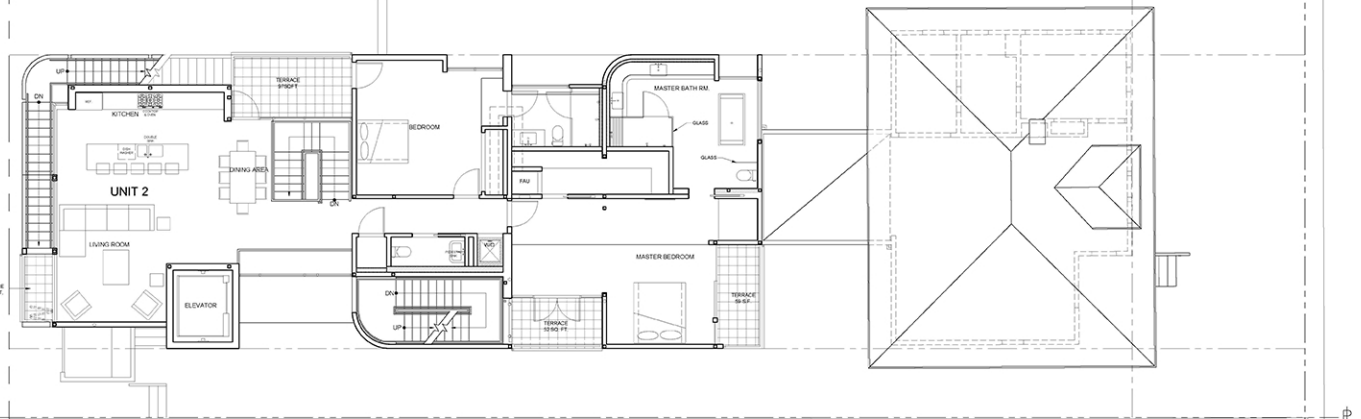 UP
DN
KITCHEN
TERRACE
97SQFT
BEDROOM
MASTER BATH RM.
GLASS
GLASS
DINING AREA
UNIT 2
DN
FAU
LIVING ROOM
W/D
MASTER BEDROOM
ELEVATOR
DN
UP
TERRACE
TERRACE